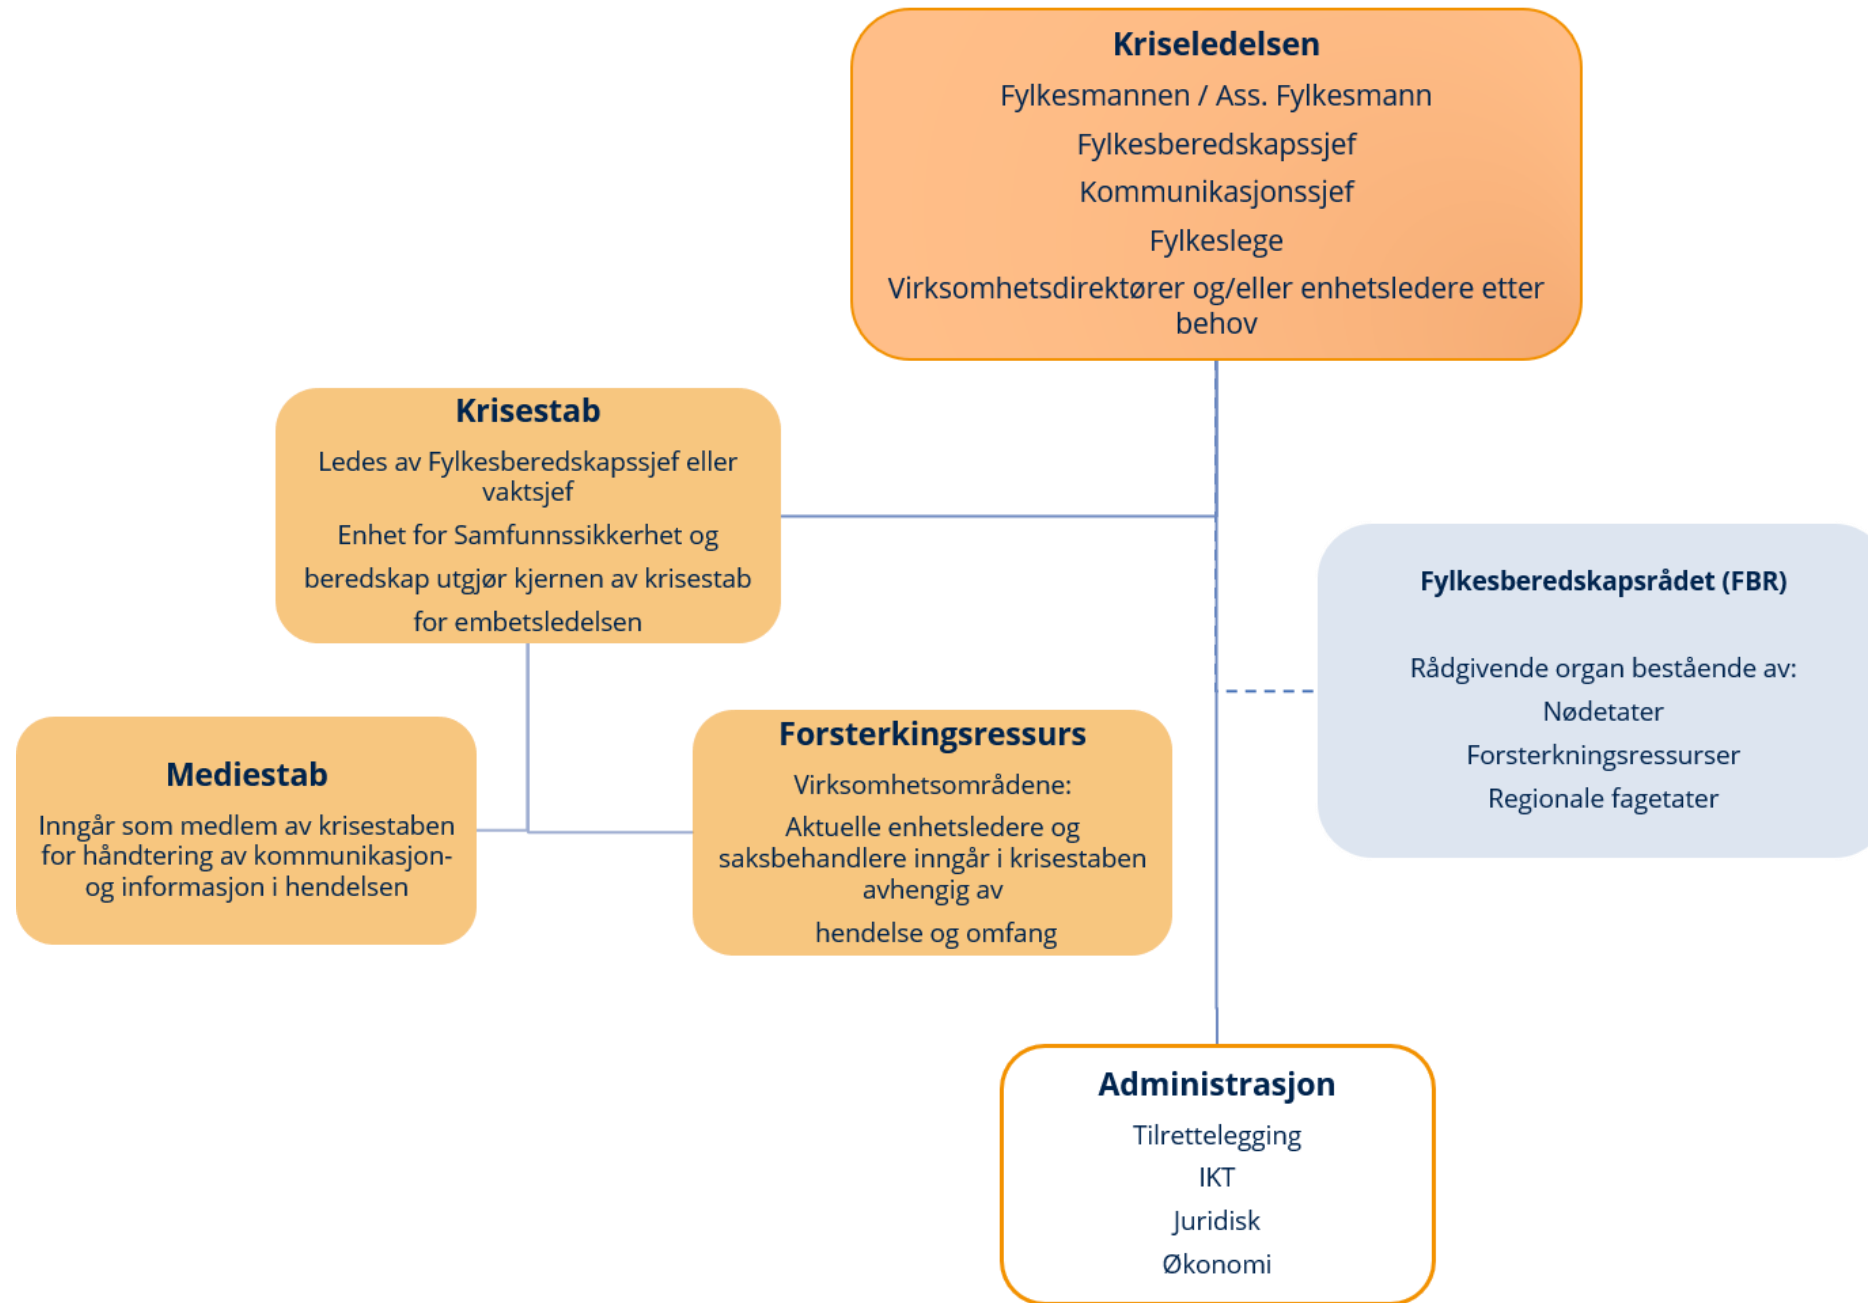 Kriseledelsen
Fylkesmannen / Ass. Fylkesmann
Fylkesberedskapssjef
Kommunikasjonssjef
Fylkeslege
Virksomhetsdirektører og/eller enhetsledere etter
behov
Krisestab
Ledes av Fylkesberedskapssjef eller
vaktsjef
Enhet for Samfunnssikkerhet og
beredskap utgjør kjernen av krisestab
for embetsledelsen
Fylkesberedskapsrådet (FBR)
Rådgivende organ bestående av:
Nødetater
Forsterkningsressurser
Regionale fagetater
Mediestab
Inngår som medlem av krisestaben
for håndtering av kommunikasjon-
og informasjon i hendelsen
Forsterkingsressurs
Virksomhetsområdene:
Aktuelle enhetsledere og
saksbehandlere inngår i krisestaben
avhengig av
hendelse og omfang
Administrasjon
Tilrettelegging
IKT
Juridisk
Økonomi